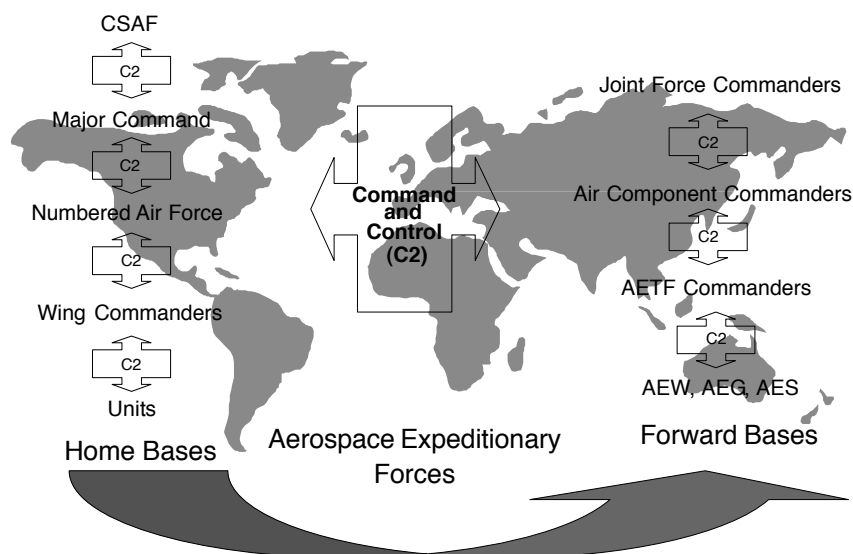 CSAF
C2
Major Command
C2
Numbered Air Force
C2
Wing Commanders
C2
Units
Home Bases
Command
and
Control
(C2)
Aerospace Expeditionary
Forces
Joint Force Commanders
C2
Air Component Commanders
C2
AETF Commanders
C2
AEW, AEG, AES
Forward Bases